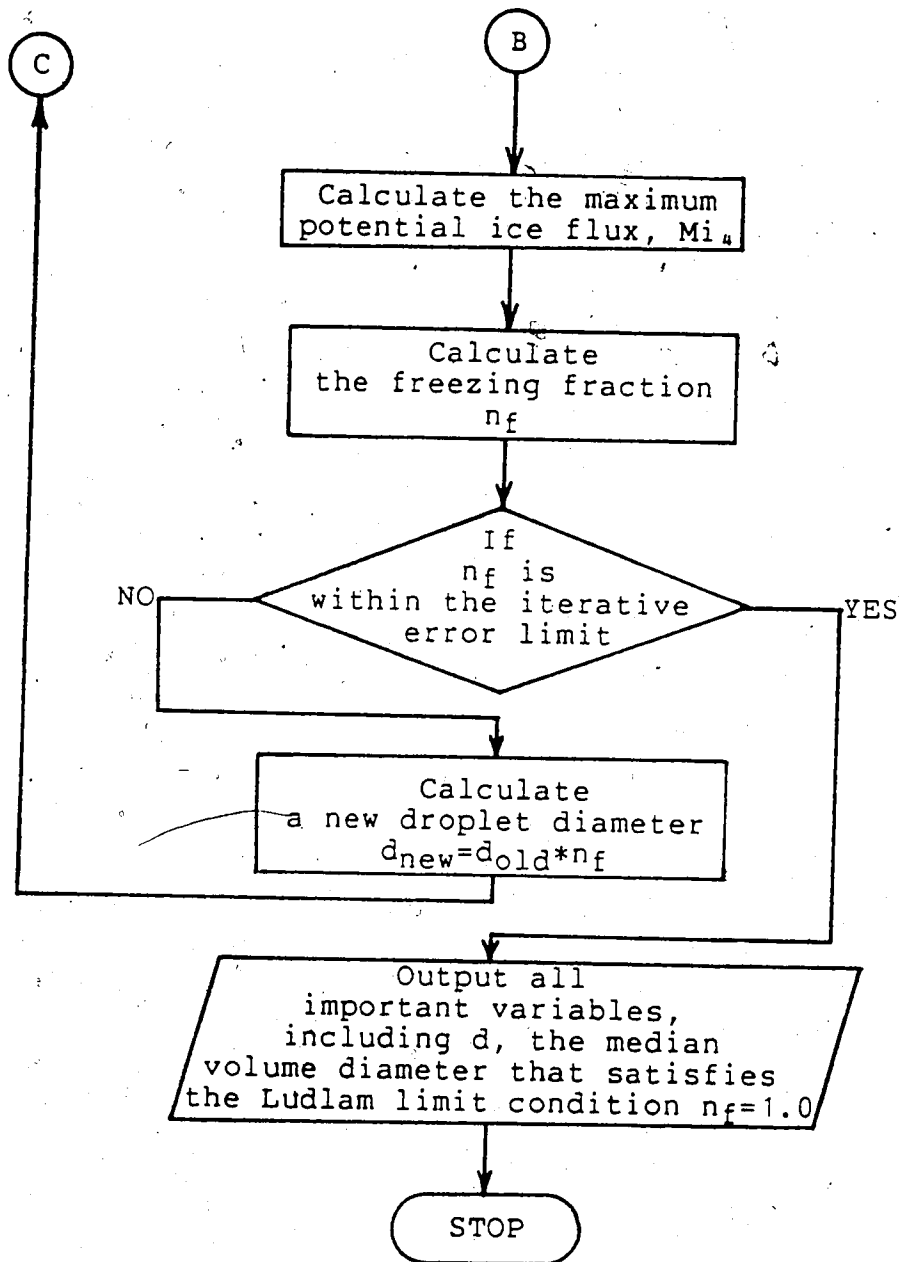 C
B
Calculate the maximum
potential ice flux, Mi₄
Calculate
the freezing fraction
nf
If
nf is
within the iterative
error limit
NO
YES
Calculate
a new droplet diameter
dnew=dold*nf
Output all
important variables,
including d, the median
volume diameter that satisfies
the Ludlam limit condition nf=1.0
STOP